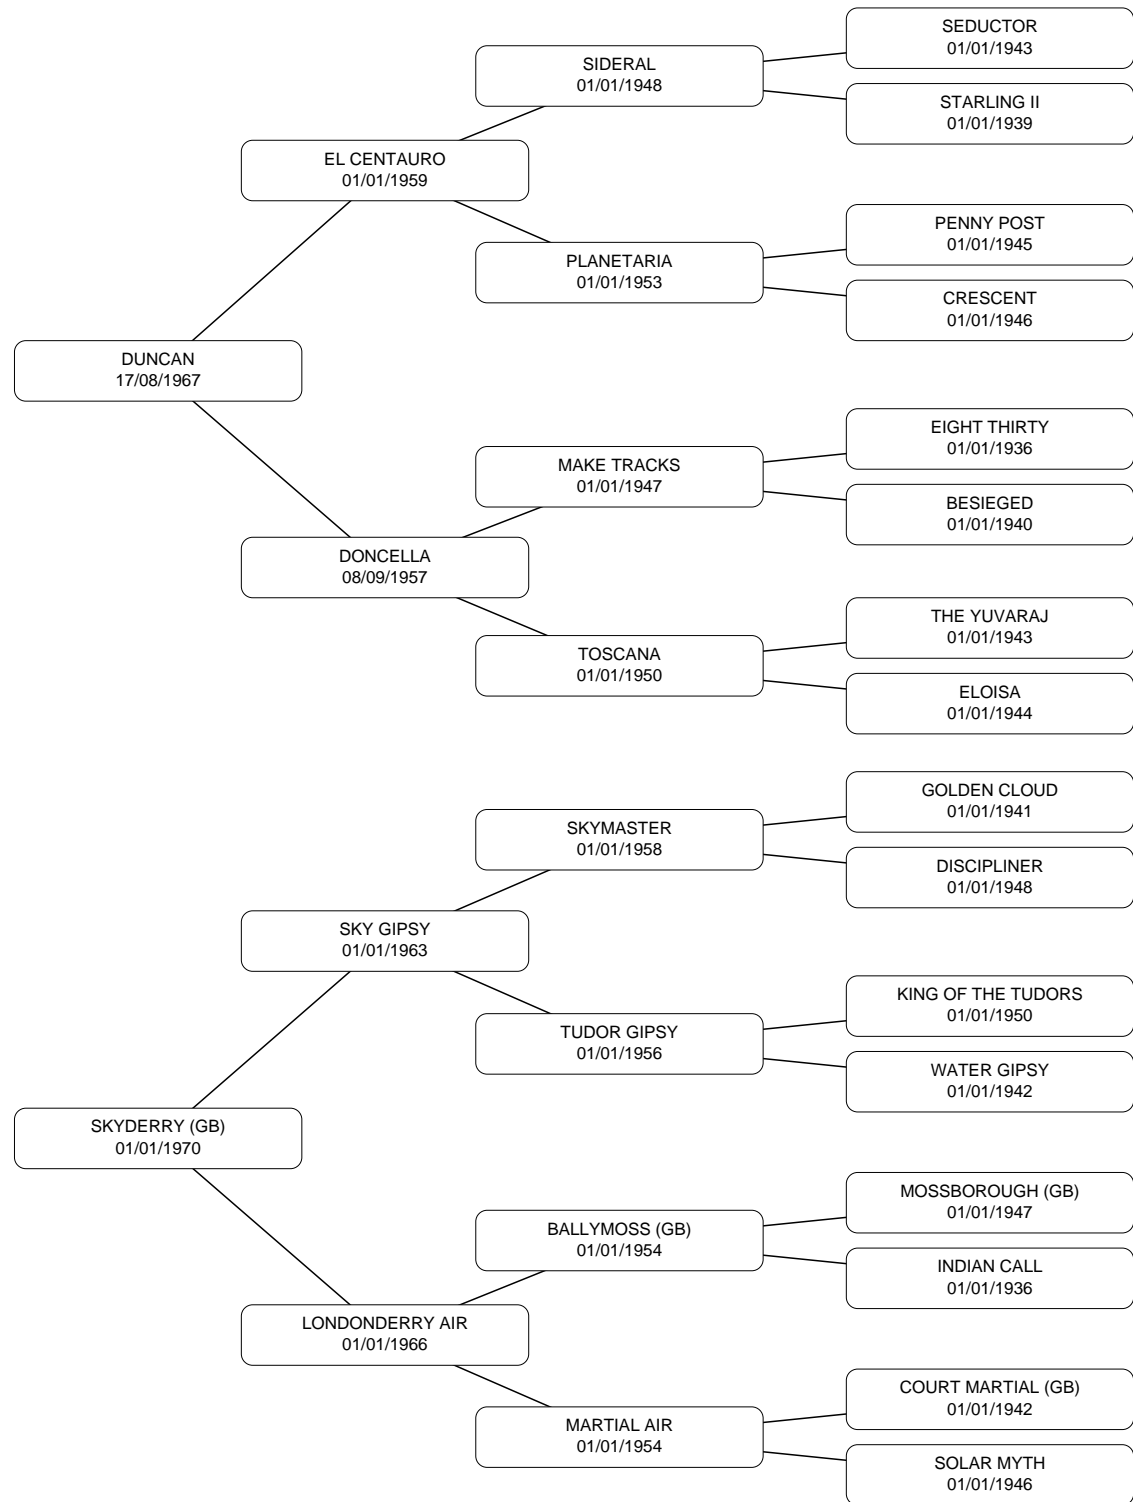 SEDUCTOR
01/01/1943
SIDERAL
01/01/1948
STARLING II
01/01/1939
EL CENTAURO
01/01/1959
PENNY POST
01/01/1945
PLANETARIA
01/01/1953
CRESCENT
01/01/1946
DUNCAN
17/08/1967
EIGHT THIRTY
01/01/1936
MAKE TRACKS
01/01/1947
BESIEGED
01/01/1940
DONCELLA
08/09/1957
THE YUVARAJ
01/01/1943
TOSCANA
01/01/1950
ELOISA
01/01/1944
GOLDEN CLOUD
01/01/1941
SKYMASTER
01/01/1958
DISCIPLINER
01/01/1948
SKY GIPSY
01/01/1963
KING OF THE TUDORS
01/01/1950
TUDOR GIPSY
01/01/1956
WATER GIPSY
01/01/1942
SKYDERRY (GB)
01/01/1970
MOSSBOROUGH (GB)
01/01/1947
BALLYMOSS (GB)
01/01/1954
INDIAN CALL
01/01/1936
LONDONDERRY AIR
01/01/1966
COURT MARTIAL (GB)
01/01/1942
MARTIAL AIR
01/01/1954
SOLAR MYTH
01/01/1946